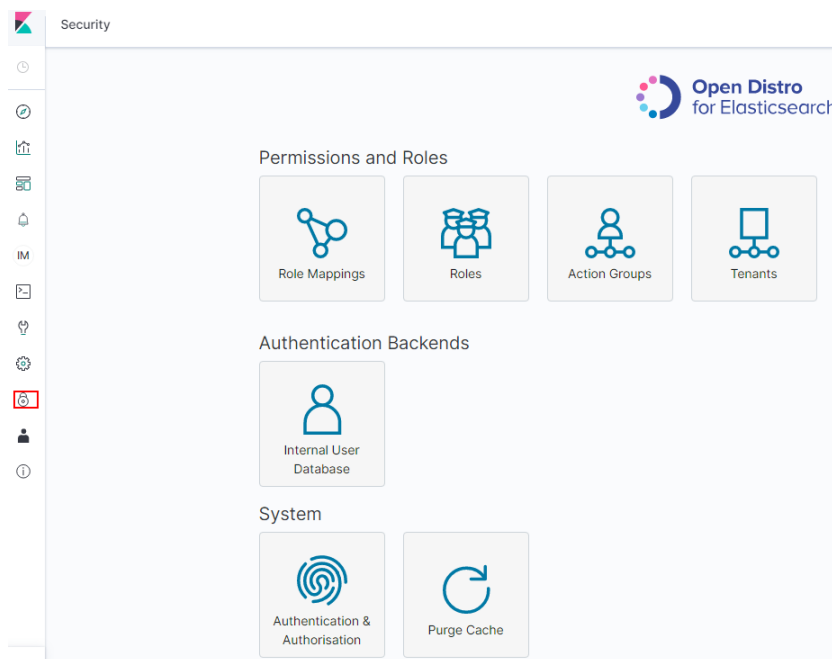 Security
Open Distro
for Elasticsearch
Permissions and Roles
Role Mappings
Roles
Action Groups
Tenants
IM
Authentication Backends
Internal User
Database
System
Authentication &
Authorisation
Purge Cache